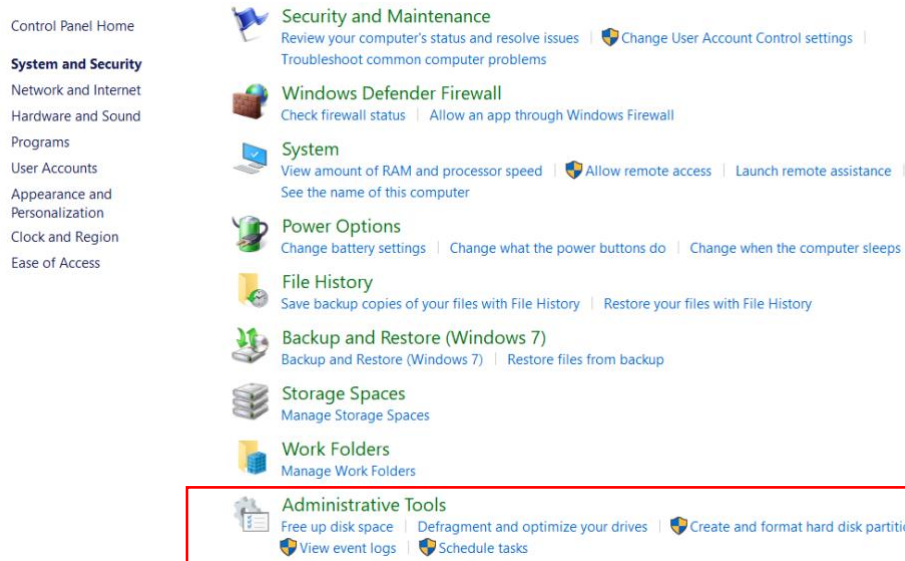 Control Panel Home
System and Security
Network and Internet
Hardware and Sound
Programs
User Accounts
Appearance and
Personalization
Clock and Region
Ease of Access
Security and Maintenance
Review your computer's status and resolve issues | Change User Account Control settings |
Troubleshoot common computer problems
Windows Defender Firewall
Check firewall status | Allow an app through Windows Firewall
System
View amount of RAM and processor speed | Allow remote access | Launch remote assistance |
See the name of this computer
Power Options
Change battery settings | Change what the power buttons do | Change when the computer sleeps
File History
Save backup copies of your files with File History | Restore your files with File History
Backup and Restore (Windows 7)
Backup and Restore (Windows 7) | Restore files from backup
Storage Spaces
Manage Storage Spaces
Work Folders
Manage Work Folders
Administrative Tools
Free up disk space | Defragment and optimize your drives | Create and format hard disk
View event logs | Schedule tasks